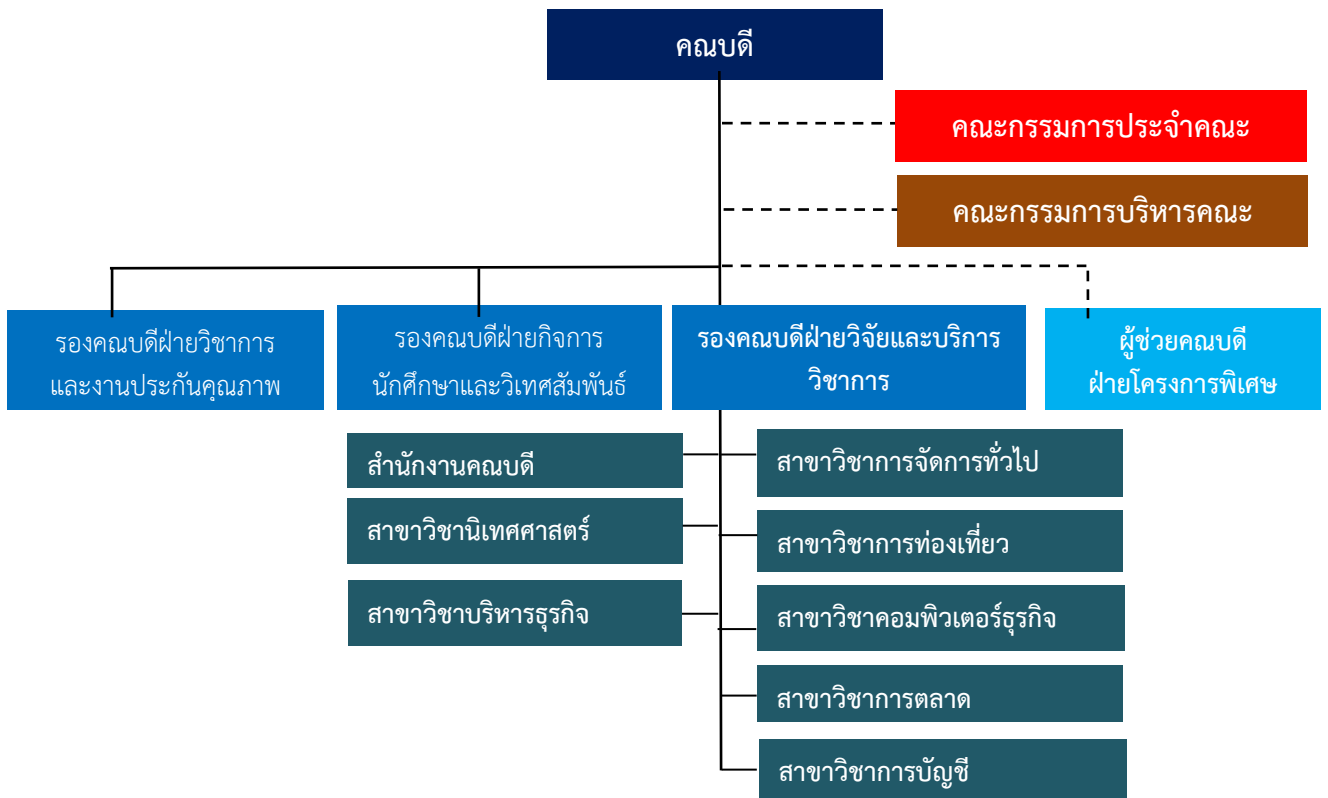 คณบดี
คณะกรรมการประจำคณะ
คณะกรรมการบริหารคณะ
รองคณบดีฝ่ายวิชาการ
และงานประกันคุณภาพ
รองคณบดีฝ่ายกิจการ
นักศึกษาและวิเทศสัมพันธ์
รองคณบดีฝ่ายวิจัยและบริการ
วิชาการ
ผู้ช่วยคณบดี
ฝ่ายโครงการพิเศษ
สำนักงานคณบดี
สาขาวิชานิเทศศาสตร์
สาขาวิชาบริหารธุรกิจ
สาขาวิชาการจัดการทั่วไป
สาขาวิชาการท่องเที่ยว
สาขาวิชาคอมพิวเตอร์ธุรกิจ
สาขาวิชาการตลาด
สาขาวิชาการบัญชี